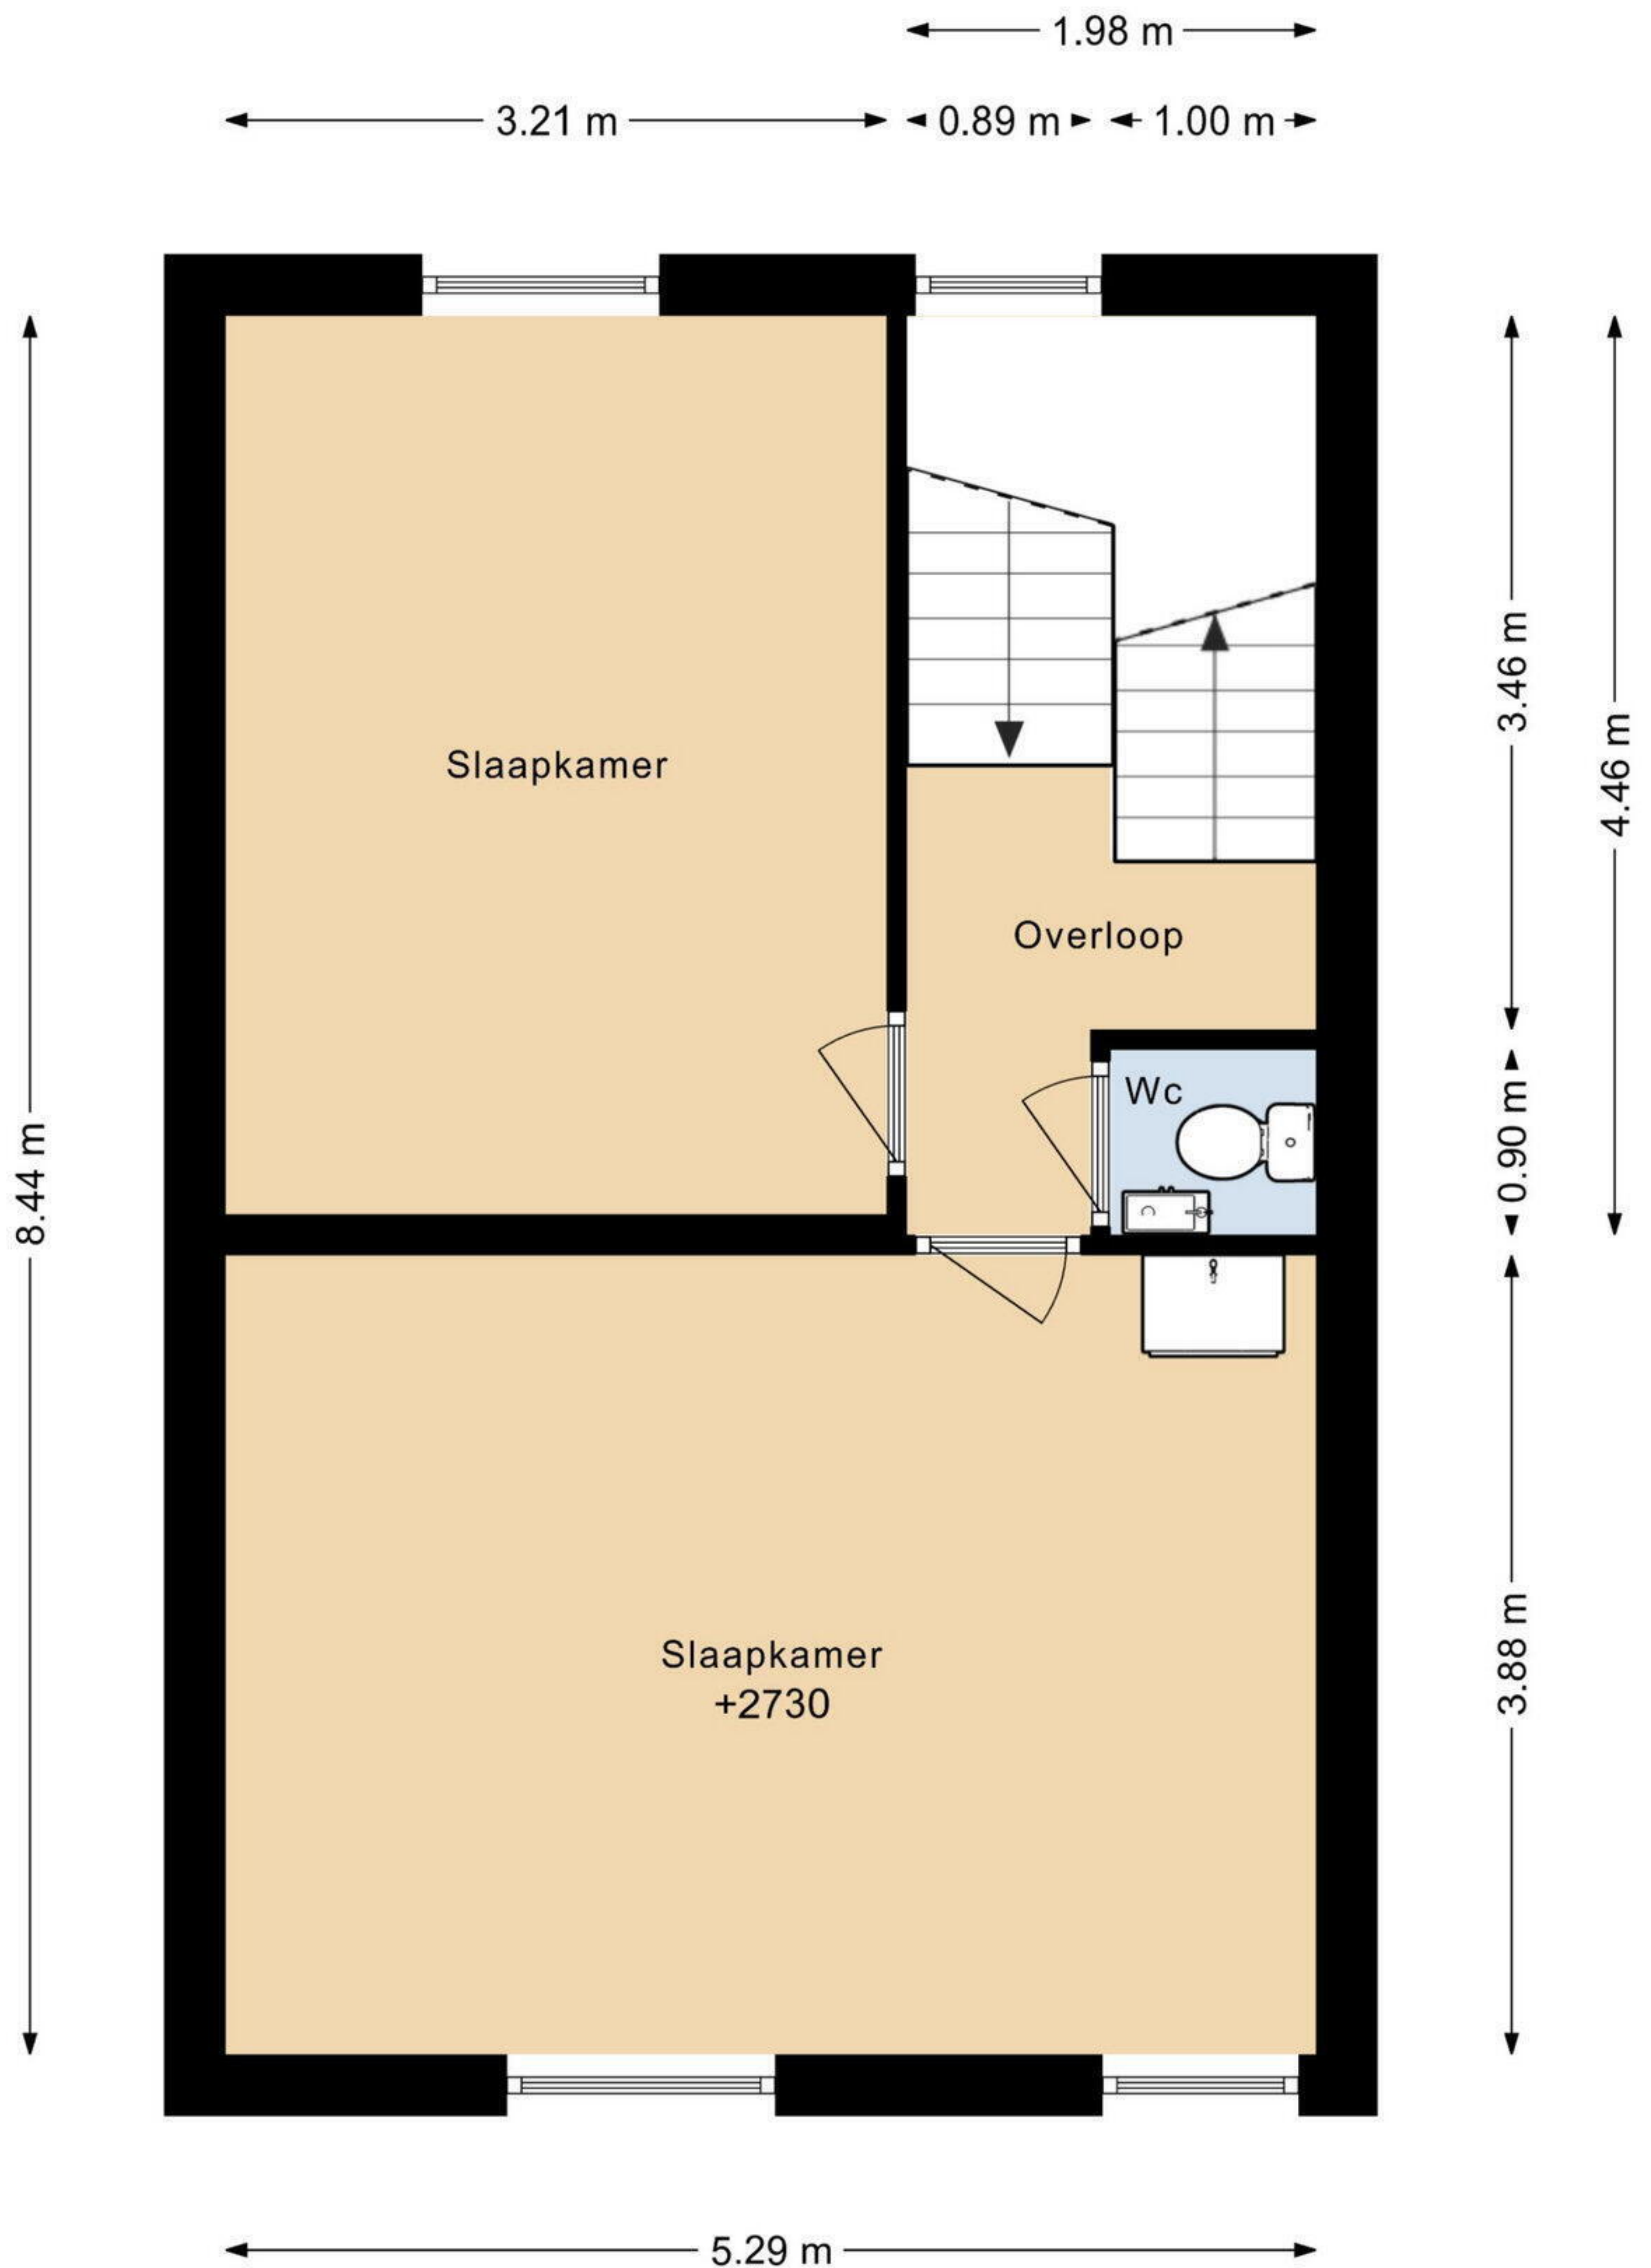 1.98 m
3.21 m
0.89 m
1.00 m
Slaapkamer
3.46 m
4.46 m
Overloop
Wc
0.90 m
8.44 m
Slaapkamer
+2730
3.88 m
5.29 m